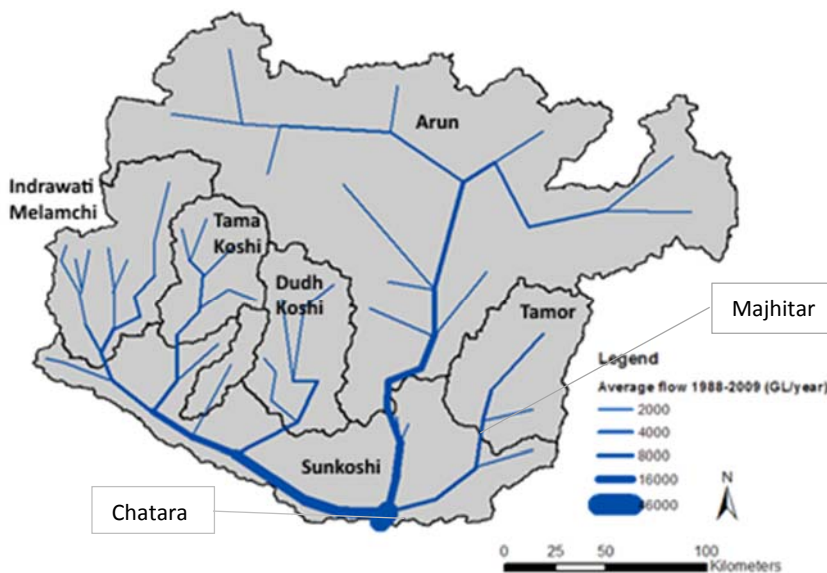 Arun
Indrawati
Melamchi
Tama
Koshi
Dudh
Koshi
Tamor
Majhitar
Sunkoshi
Chatara
Legend
Average flow 1988-2009 (GL/year)
2000
4000
8000
16000
46000
N
0 25 50 100
Kilometers